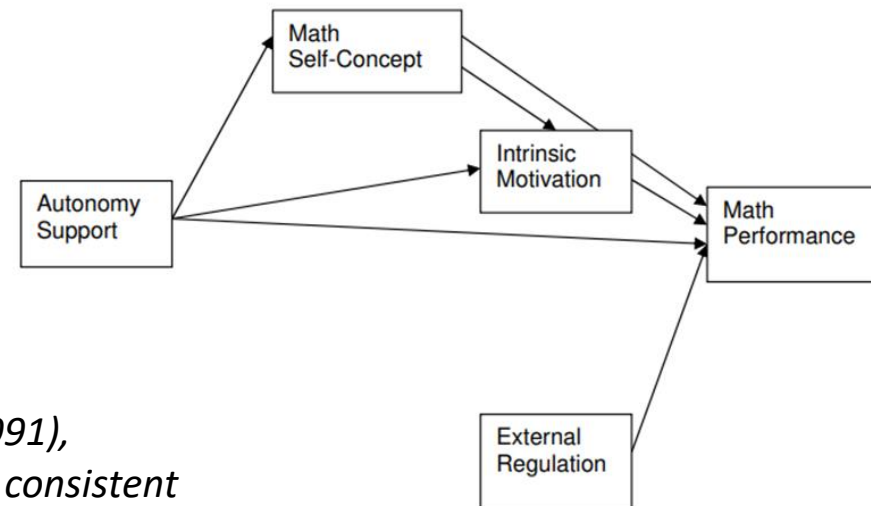 Math
Self-Concept
Intrinsic
Motivation
Autonomy
Support
Math
Performance
991),
consistent
External
Regulation